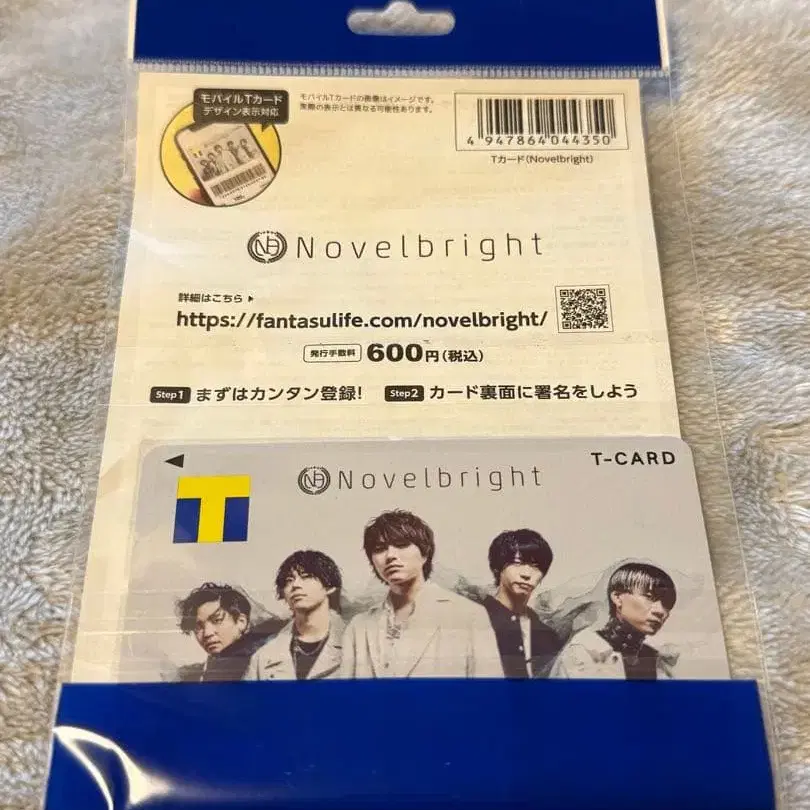 モバイルTカード
デザイン表示対応
モバイルTカードの画像はイメージです。
実際の表示とは異なる可能性あります。
4 947864 044350
Tカード(Novelbright)
NB Novelbright
詳細はこちら ▶
https://fantasulife.com/novelbright/
発行手数料 600円(税込)
Step1 まずはカンタン登録! Step2 カード裏面に署名をしよう
T-CARD
NB Novelbright
T